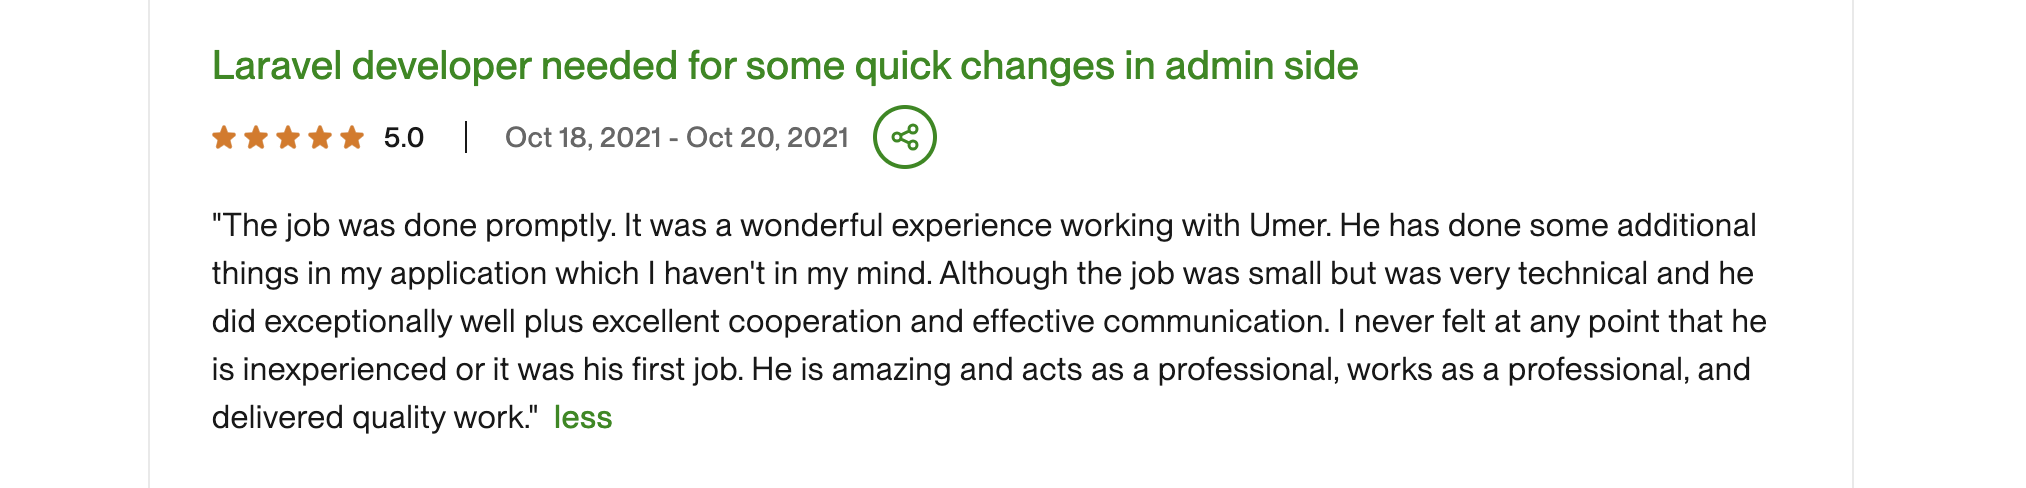 Laravel developer needed for some quick changes in admin side
5.0 | Oct 18, 2021 - Oct 20, 2021
"The job was done promptly. It was a wonderful experience working with Umer. He has done some additional
things in my application which I haven't in my mind. Although the job was small but was very technical and he
did exceptionally well plus excellent cooperation and effective communication. I never felt at any point that he
is inexperienced or it was his first job. He is amazing and acts as a professional, works as a professional, and
delivered quality work." less